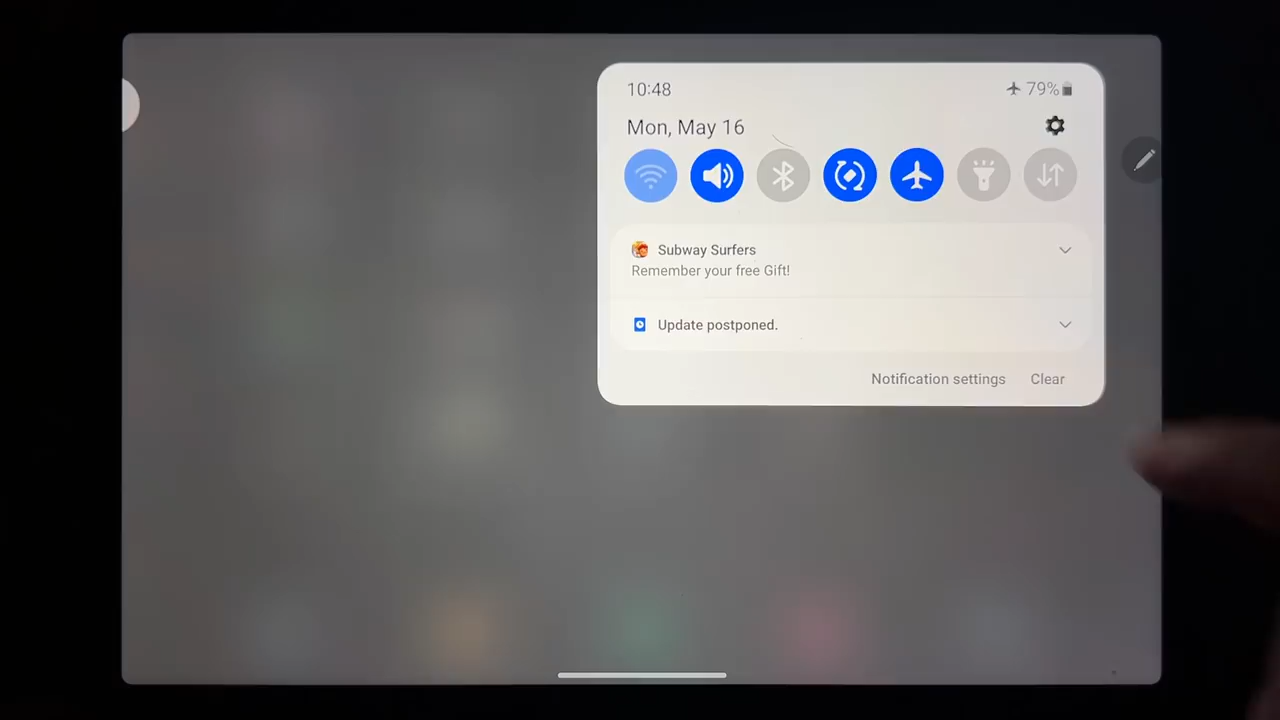 10:48
79%
Mon, May 16
Subway Surfers
Remember your free Gift!
Update postponed.
Notification settings
Clear